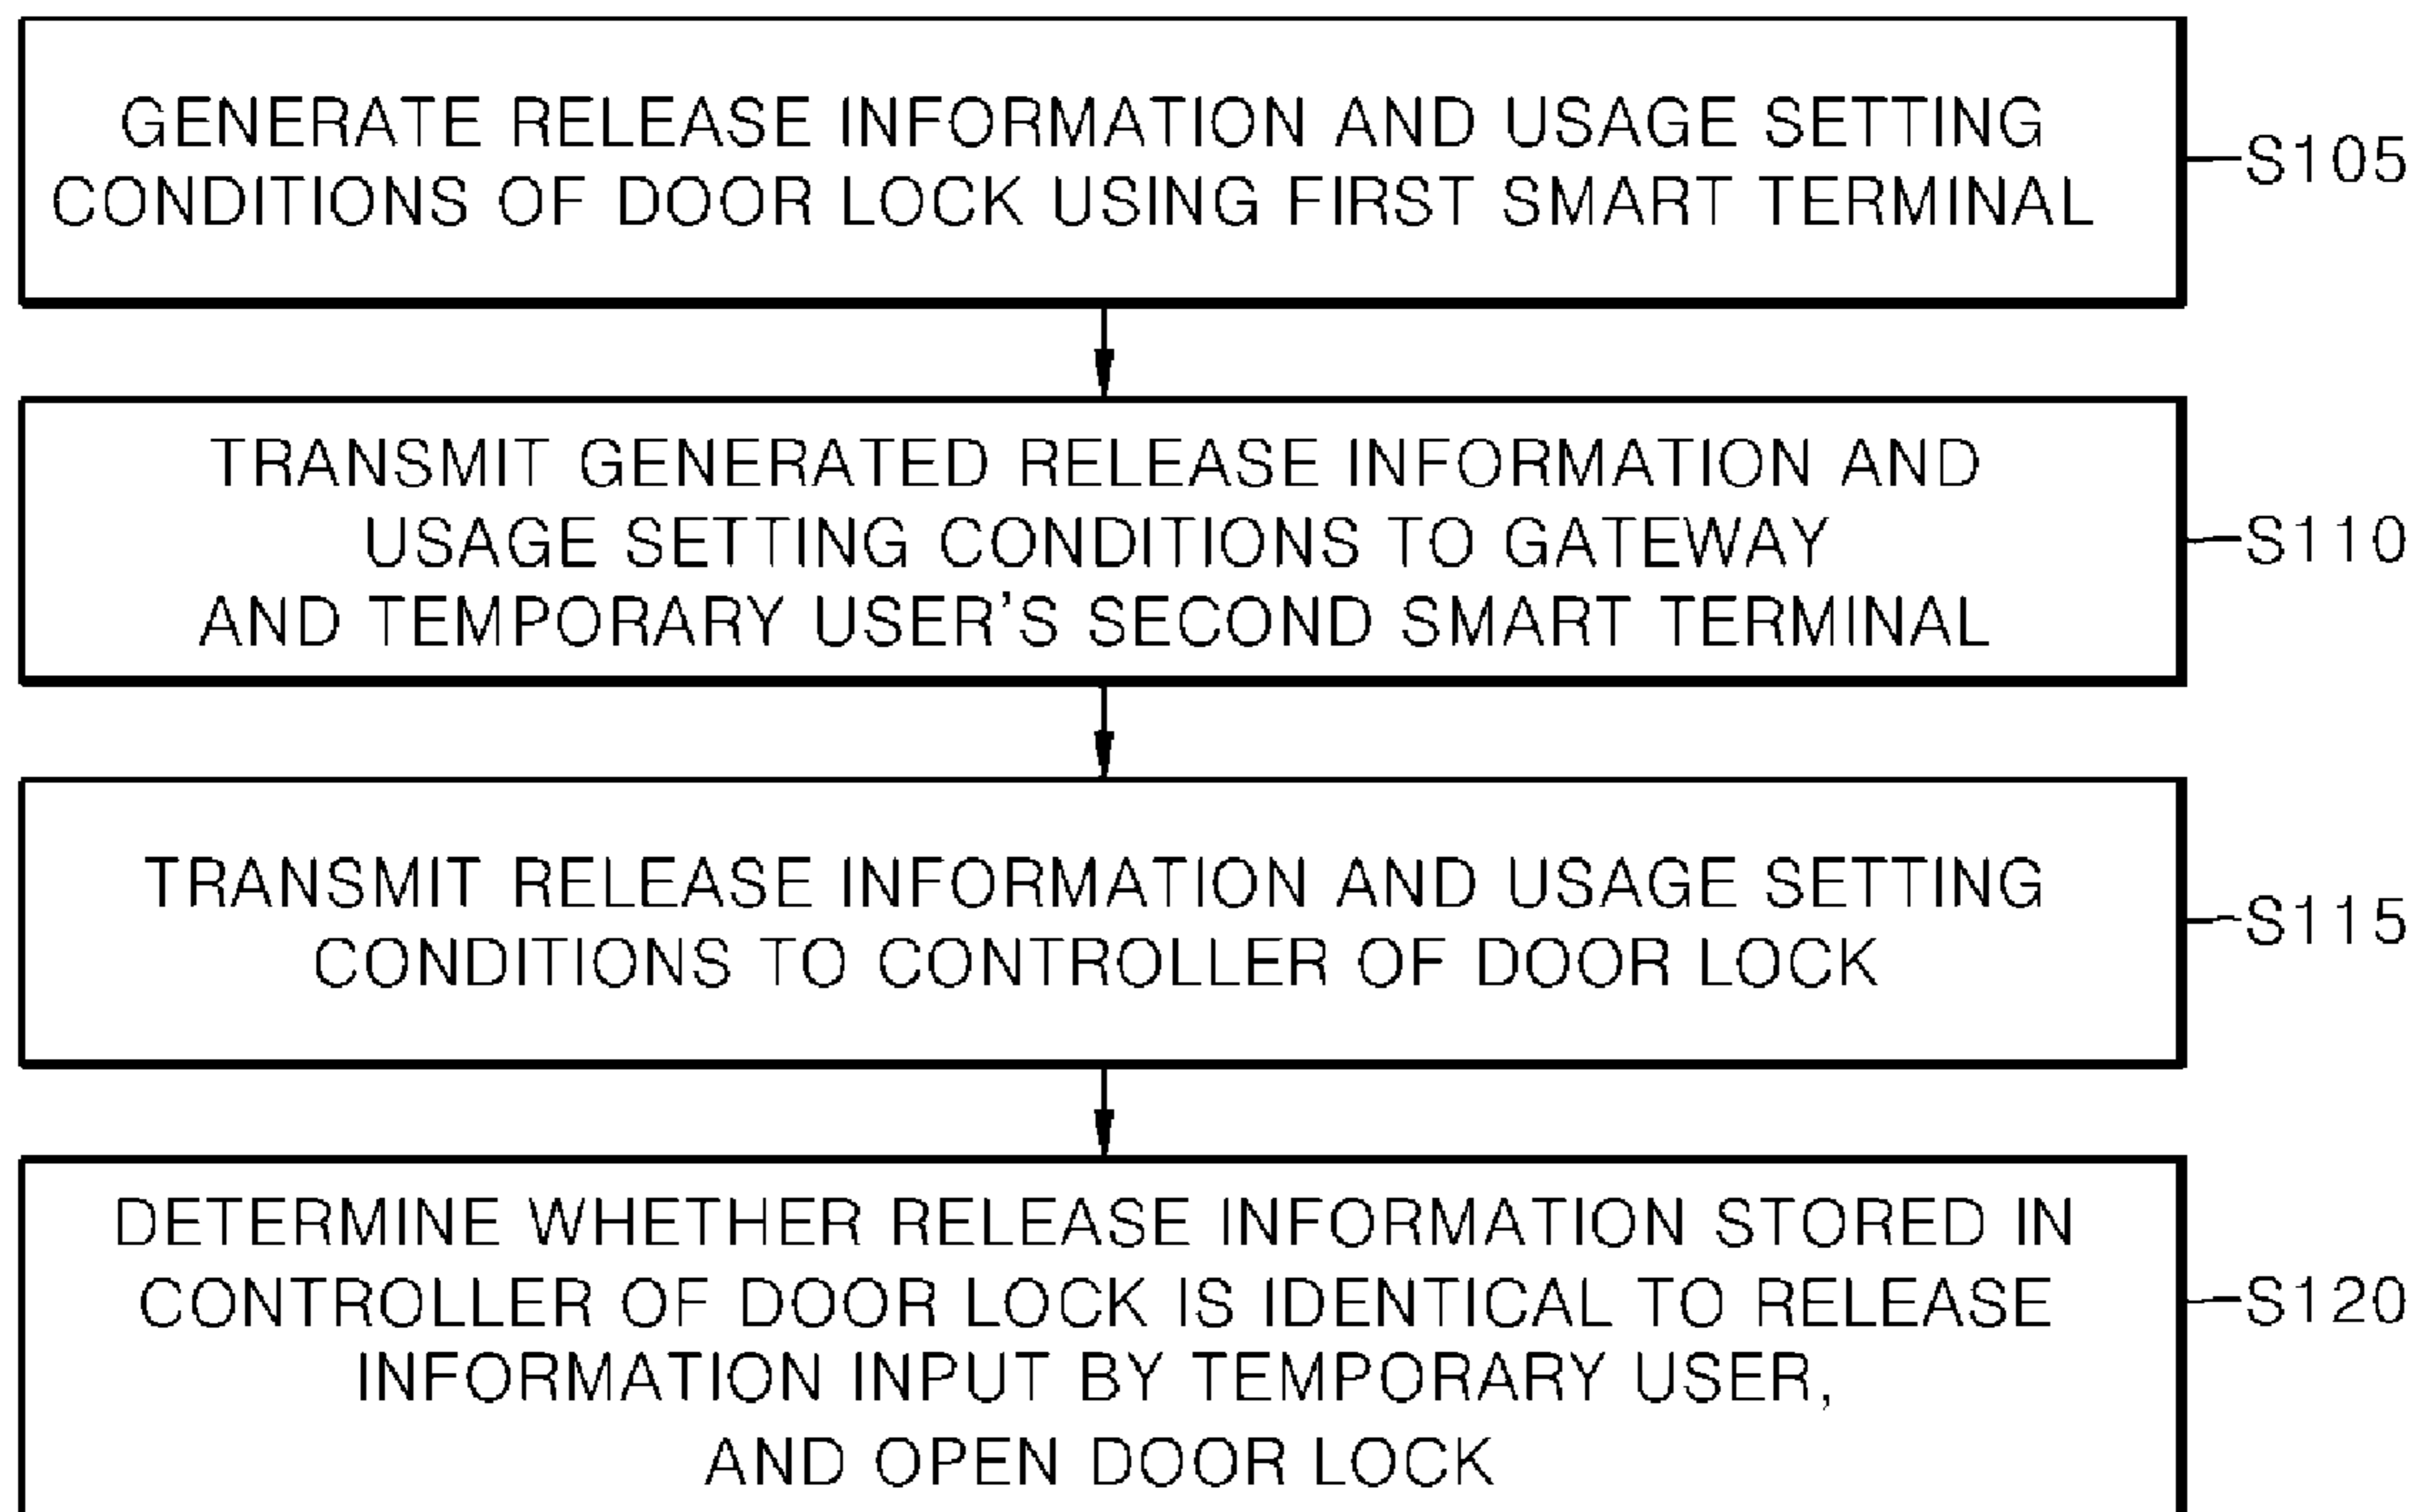 GENERATE RELEASE INFORMATION AND USAGE SETTING
CONDITIONS OF DOOR LOCK USING FIRST SMART TERMINAL
S105
TRANSMIT GENERATED RELEASE INFORMATION AND
USAGE SETTING CONDITIONS TO GATEWAY
AND TEMPORARY USER'S SECOND SMART TERMINAL
S110
TRANSMIT RELEASE INFORMATION AND USAGE SETTING
CONDITIONS TO CONTROLLER OF DOOR LOCK
S115
DETERMINE WHETHER RELEASE INFORMATION STORED IN
CONTROLLER OF DOOR LOCK IS IDENTICAL TO RELEASE
INFORMATION INPUT BY TEMPORARY USER,
AND OPEN DOOR LOCK
S120